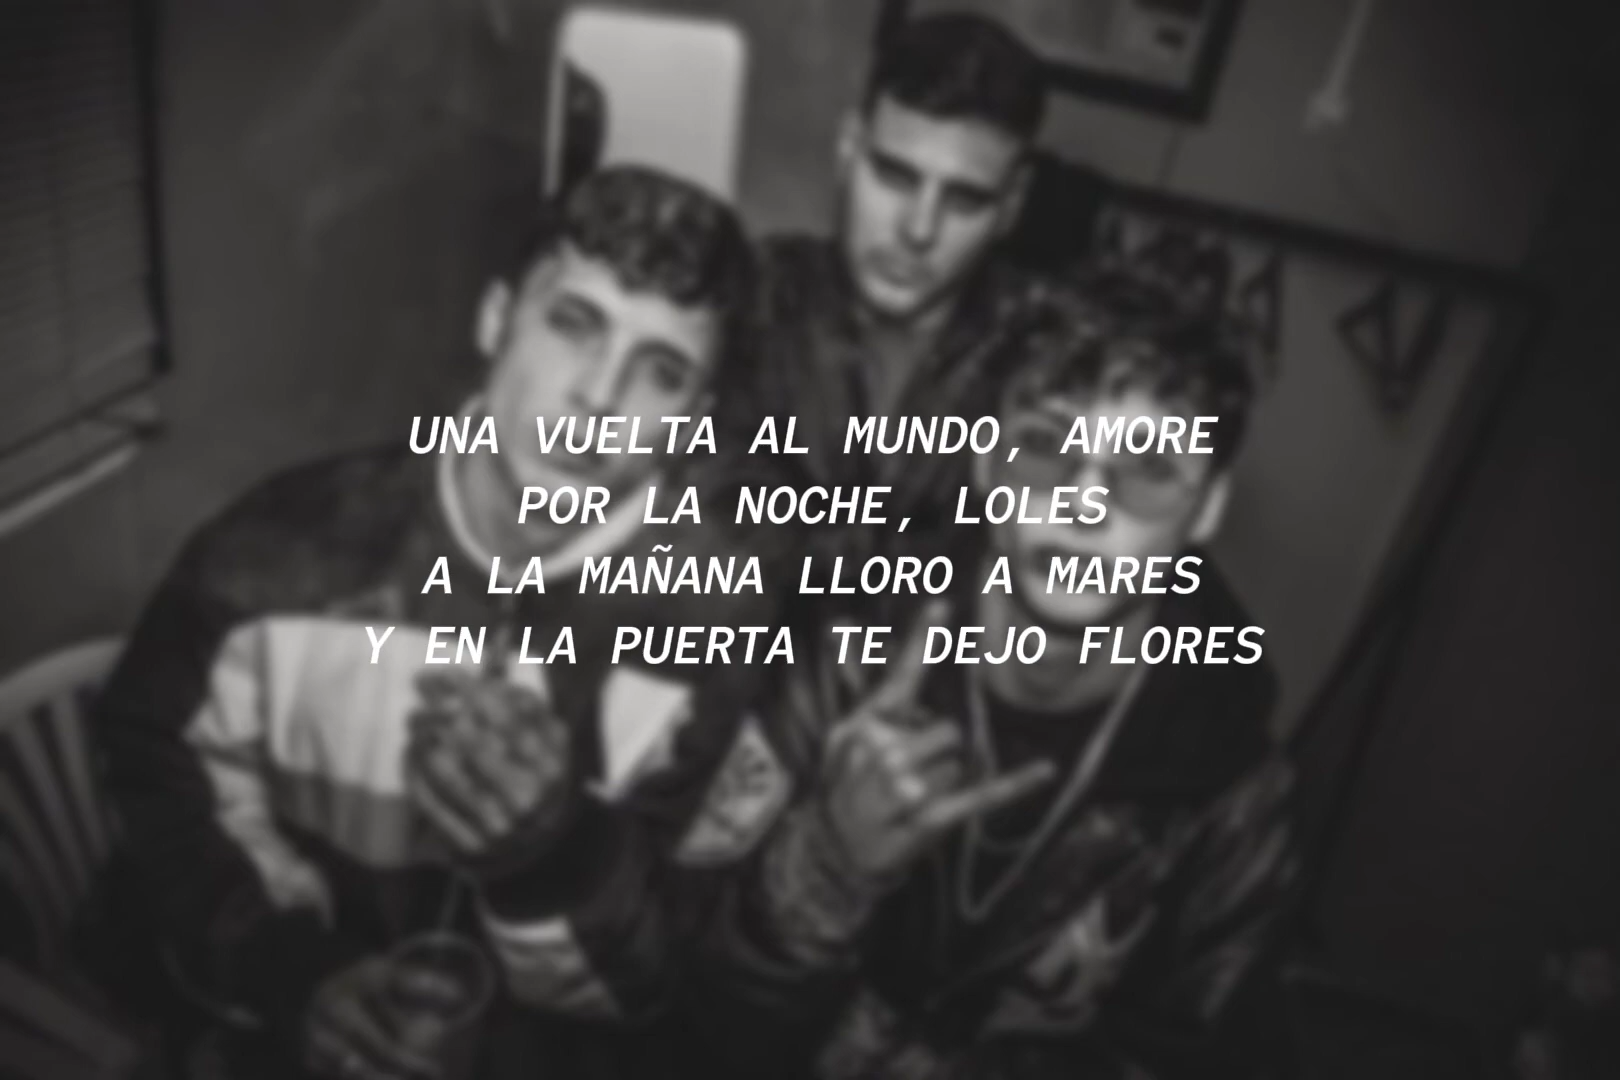 UNA VUELTA AL MUNDO, AMORE
POR LA NOCHE, LOLES
A LA MAÑANA LLORO A MARES
Y EN LA PUERTA TE DEJO FLORES